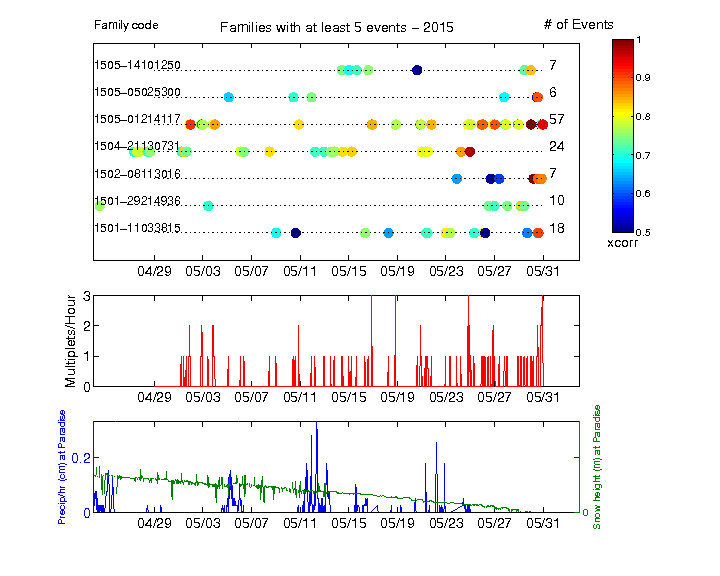 Family code
Families with at least 5 events – 2015
# of Events
1505–14101250 7
1505–05025300 6
1505–01214117 57
1504–21130731 24
1502–08113016 7
1501–29214936 10
1501–11033815 18
04/29 05/03 05/07 05/11 05/15 05/19 05/23 05/27 05/31
1
0.9
0.8
0.7
0.6
0.5
xcorr
Multiplets/Hour
3
2
1
0
04/29 05/03 05/07 05/11 05/15 05/19 05/23 05/27 05/31
Precip/hr (cm) at Paradise
0.2
0
0
Snow height (m) at Paradise
04/29 05/03 05/07 05/11 05/15 05/19 05/23 05/27 05/31